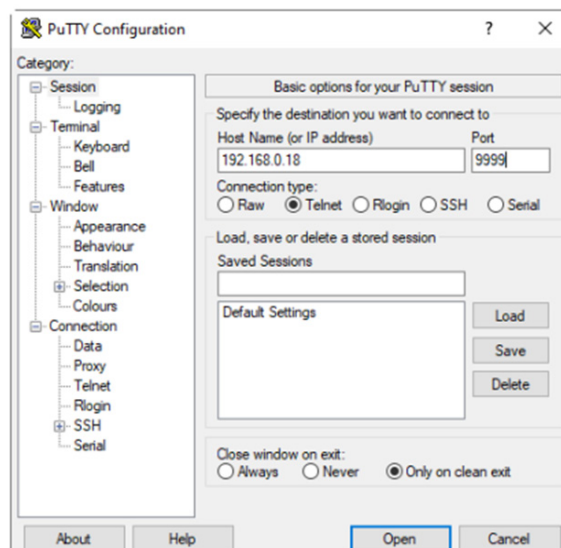 PuTTY Configuration
? ×
Category:
Session
Logging
Terminal
Keyboard
Bell
Features
Window
Appearance
Behaviour
Translation
Selection
Colours
Connection
Data
Proxy
Telnet
Rlogin
SSH
Serial
Basic options for your PuTTY session
Specify the destination you want to connect to
Host Name (or IP address) Port
192.168.0.18 9999
Connection type:
Raw Telnet Rlogin SSH Serial
Load, save or delete a stored session
Saved Sessions
Default Settings
Load
Save
Delete
Close window on exit:
Always Never Only on clean exit
About Help Open Cancel